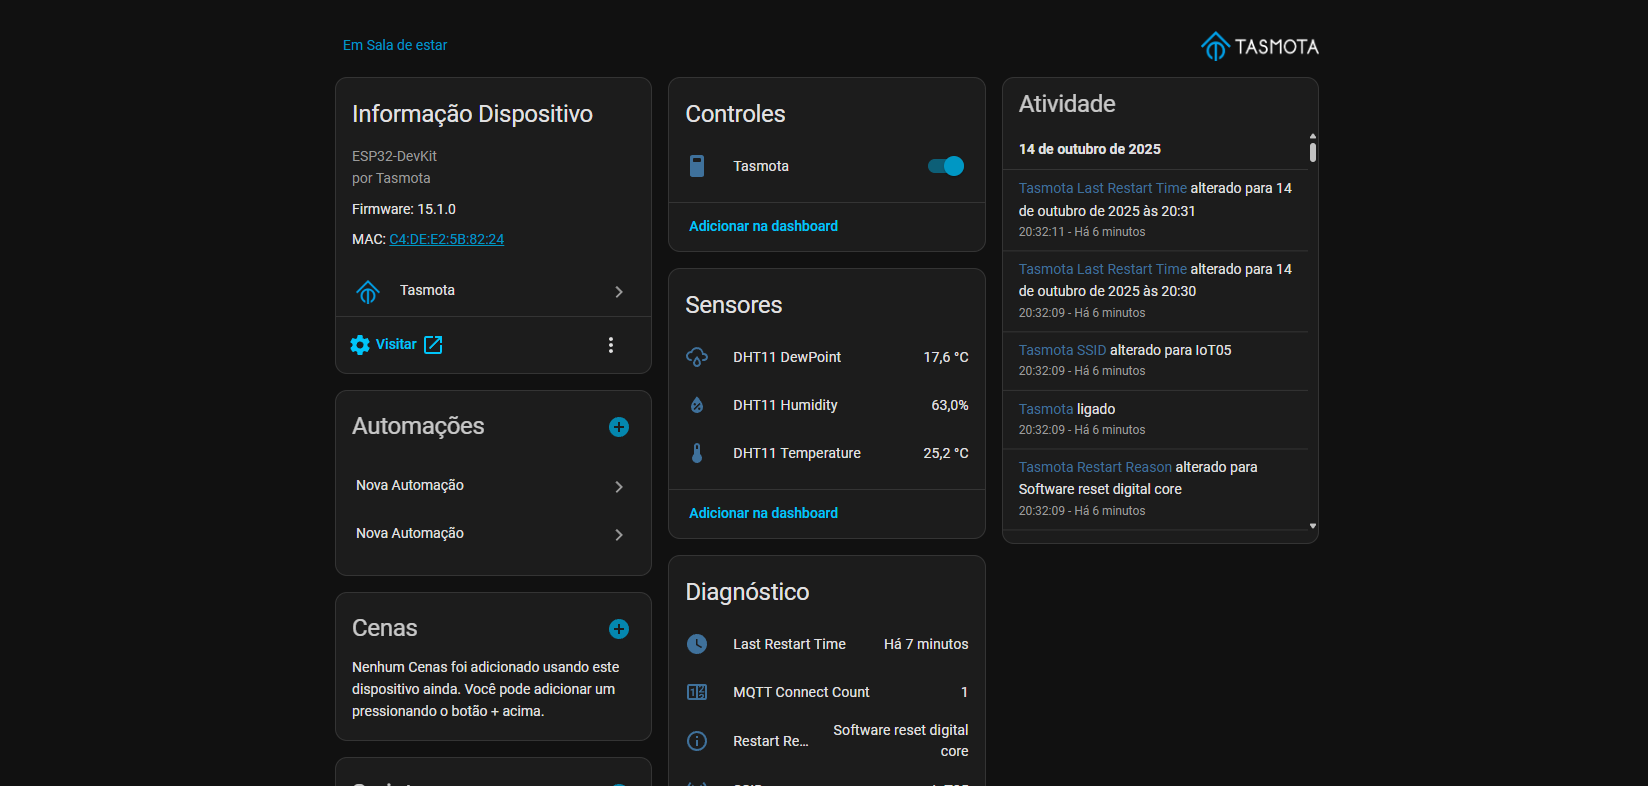 Em Sala de estar
TASMOTA
Informação Dispositivo
ESP32-DevKit
por Tasmota
Firmware: 15.1.0
MAC: C4:DE:E2:5B:82:24
Tasmota
Visitar
Automações
Nova Automação
Nova Automação
Cenas
Nenhum Cenas foi adicionado usando este
dispositivo ainda. Você pode adicionar um
pressionando o botão + acima.
Controles
Tasmota
Adicionar na dashboard
Sensores
DHT11 DewPoint 17,6 °C
DHT11 Humidity 63,0%
DHT11 Temperature 25,2 °C
Adicionar na dashboard
Diagnóstico
Last Restart Time Há 7 minutos
MQTT Connect Count 1
Restart Re... Software reset digital
core
Atividade
14 de outubro de 2025
Tasmota Last Restart Time alterado para 14
de outubro de 2025 às 20:31
20:32:11 - Há 6 minutos
Tasmota Last Restart Time alterado para 14
de outubro de 2025 às 20:30
20:32:09 - Há 6 minutos
Tasmota SSID alterado para IoT05
20:32:09 - Há 6 minutos
Tasmota ligado
20:32:09 - Há 6 minutos
Tasmota Restart Reason alterado para
Software reset digital core
20:32:09 - Há 6 minutos